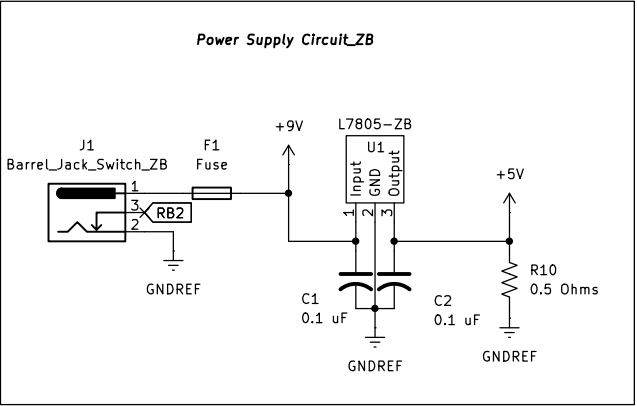 Power Supply Circuit_ZB
J1
Barrel_Jack_Switch_ZB
1
3
RB2
2
GNDREF
F1
Fuse
+9V
L7805-ZB
U1
Input
GND
Output
1
2
3
C1
0.1 uF
C2
0.1 uF
GNDREF
+5V
R10
0.5 Ohms
GNDREF